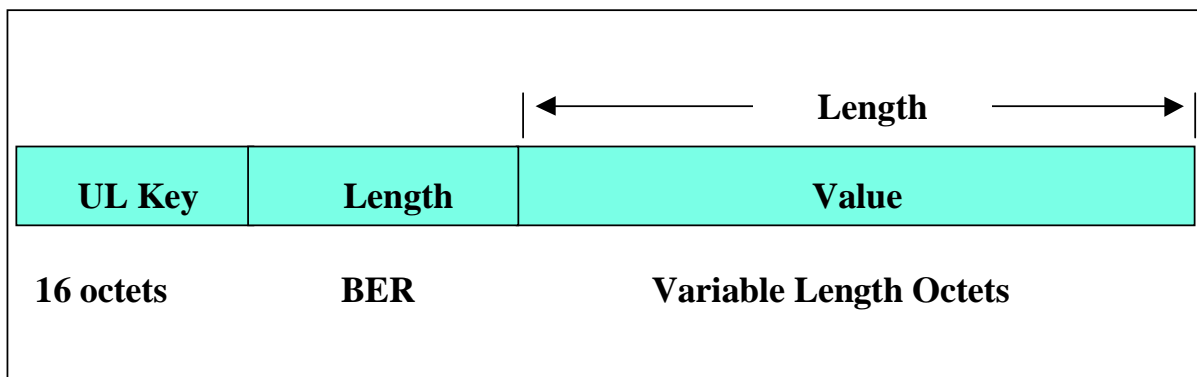 Length
UL Key Length Value
16 octets BER Variable Length Octets